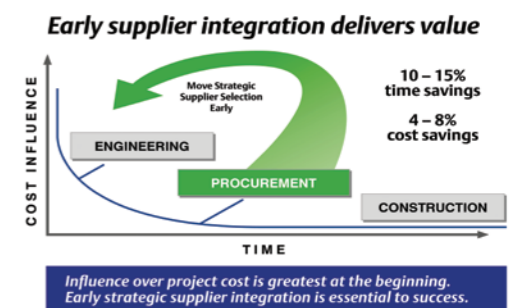 Early supplier integration delivers value
Move Strategic
Supplier Selection
Early
10 – 15%
time savings
4 – 8%
cost savings
COST INFLUENCE
ENGINEERING
PROCUREMENT
CONSTRUCTION
TIME
Influence over project cost is greatest at the beginning.
Early strategic supplier integration is essential to success.